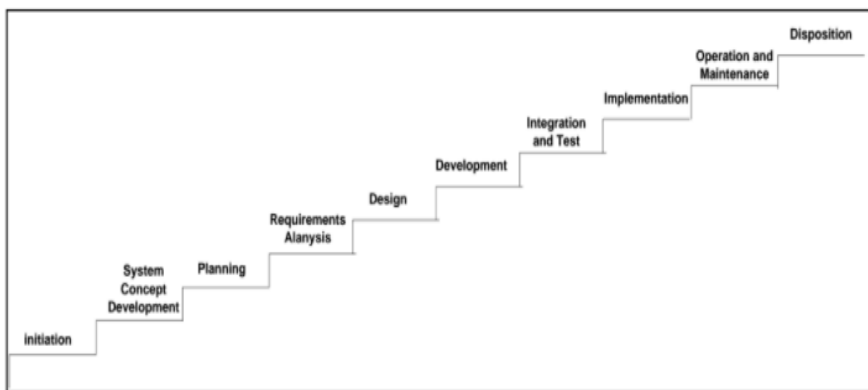 initiation
System
Concept
Development
Planning
Requirements
Alanysis
Design
Development
Integration
and Test
Implementation
Operation and
Maintenance
Disposition